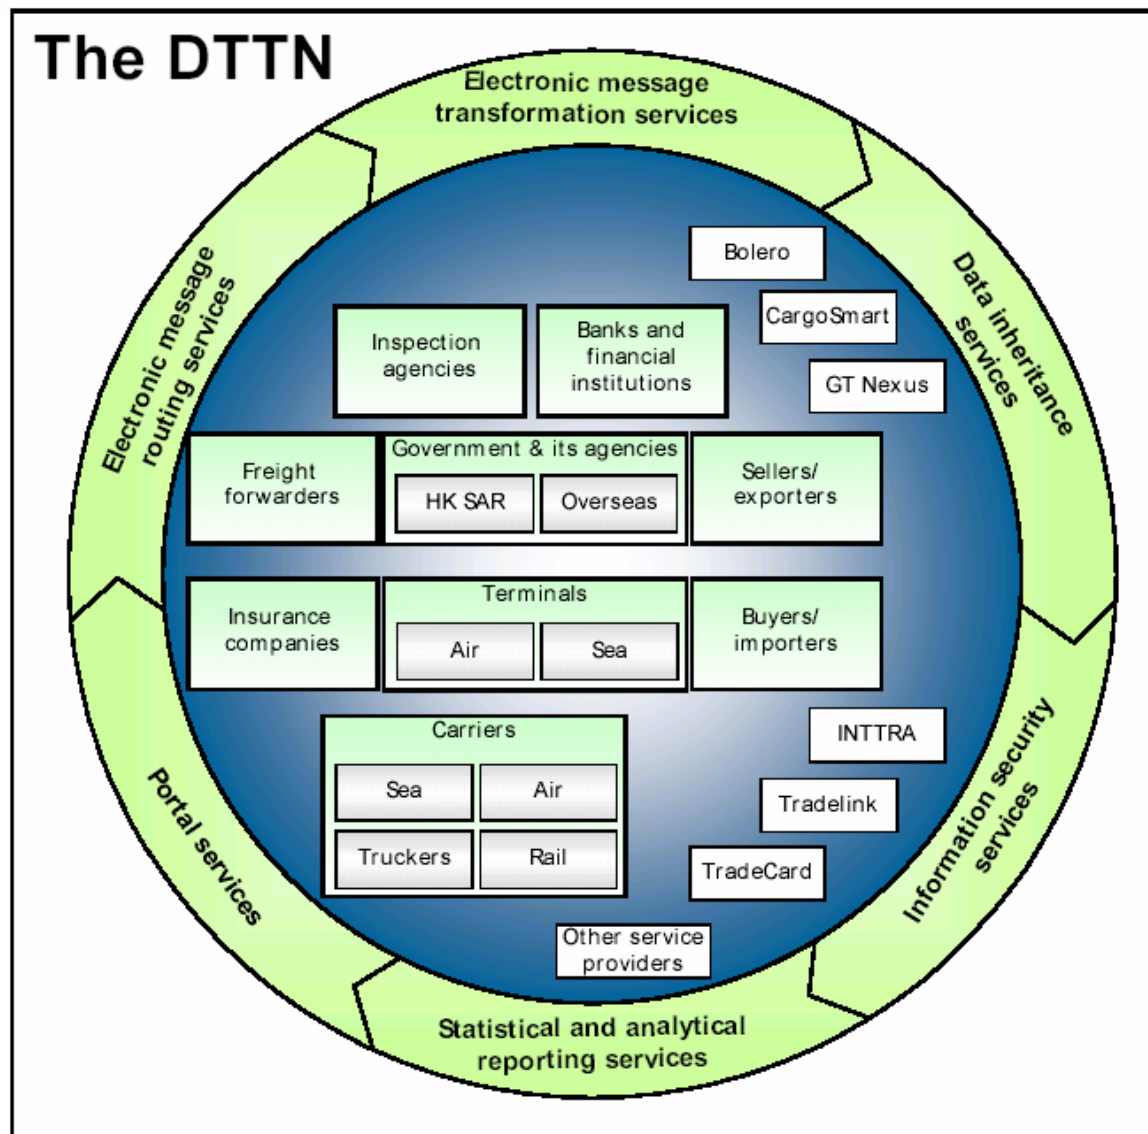 The DTTN
Electronic message
transformation services
Data inheritance
services
Information security
services
Statistical and analytical
reporting services
Portal services
Electronic message
routing services
Bolero
CargoSmart
GT Nexus
Inspection
agencies
Banks and
financial
institutions
Freight
forwarders
Government & its agencies
HK SAR
Overseas
Sellers/
exporters
Insurance
companies
Terminals
Air
Sea
Buyers/
importers
Carriers
Sea
Air
Truckers
Rail
INTTRA
Tradelink
TradeCard
Other service
providers